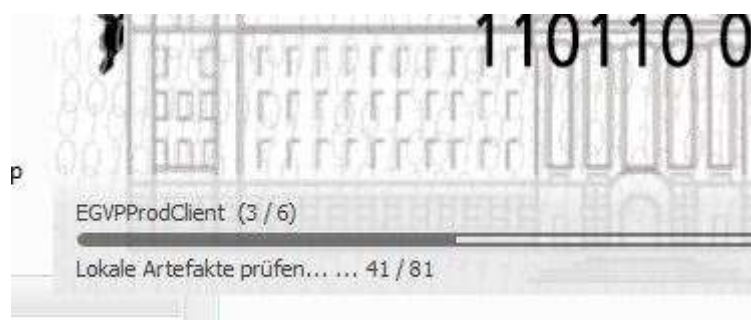 110110 0
p
EGVPProdClient (3 / 6)
Lokale Artefakte prüfen... ... 41 / 81